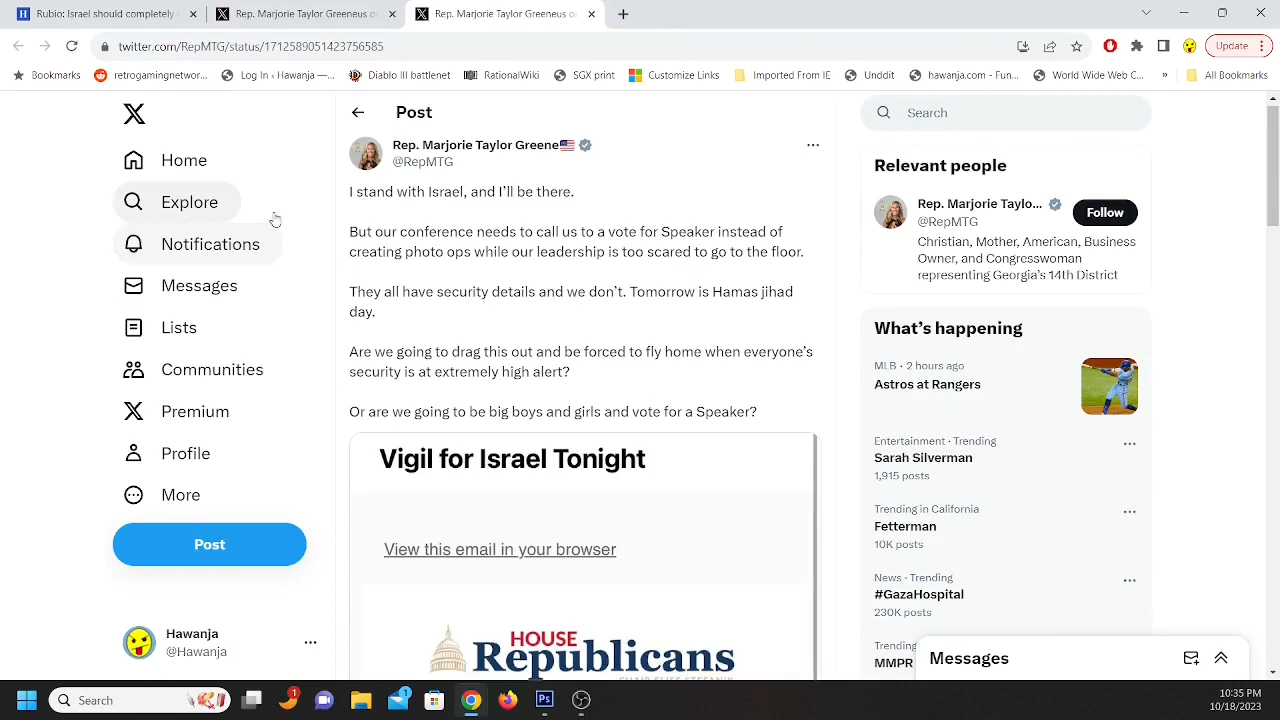 Rubio: Israel should completely
Rep. Marjorie Taylor Greene us o
Rep. Marjorie Taylor Greene us o
twitter.com/RepMTG/status/1712589051423756585
Update
Bookmarks
retrogamingnetwor...
Log In ‹ Hawanja —...
Diablo III battlenet
RationalWiki
SGX print
Customize Links
Imported From IE
Unddit
hawanja.com - Fun...
World Wide Web C...
»
All Bookmarks
X
Home
Explore
Notifications
Messages
Lists
Communities
Premium
Profile
More
Post
Hawanja
@Hawanja
Post
Rep. Marjorie Taylor Greene🇺🇸
@RepMTG
I stand with Israel, and I'll be there.
But our conference needs to call us to a vote for Speaker instead of
creating photo ops while our leadership is too scared to go to the floor.
They all have security details and we don't. Tomorrow is Hamas jihad
day.
Are we going to drag this out and be forced to fly home when everyone's
security is at extremely high alert?
Or are we going to be big boys and girls and vote for a Speaker?
Vigil for Israel Tonight
View this email in your browser
HOUSE
Republicans
Search
Relevant people
Rep. Marjorie Taylo...
@RepMTG
Follow
Christian, Mother, American, Business
Owner, and Congresswoman
representing Georgia's 14th District
What's happening
MLB · 2 hours ago
Astros at Rangers
Entertainment · Trending
Sarah Silverman
1,915 posts
Trending in California
Fetterman
10K posts
News · Trending
#GazaHospital
230K posts
Trending
MMPR
Messages
Search
1
1
Ps
10:35 PM
10/18/2023